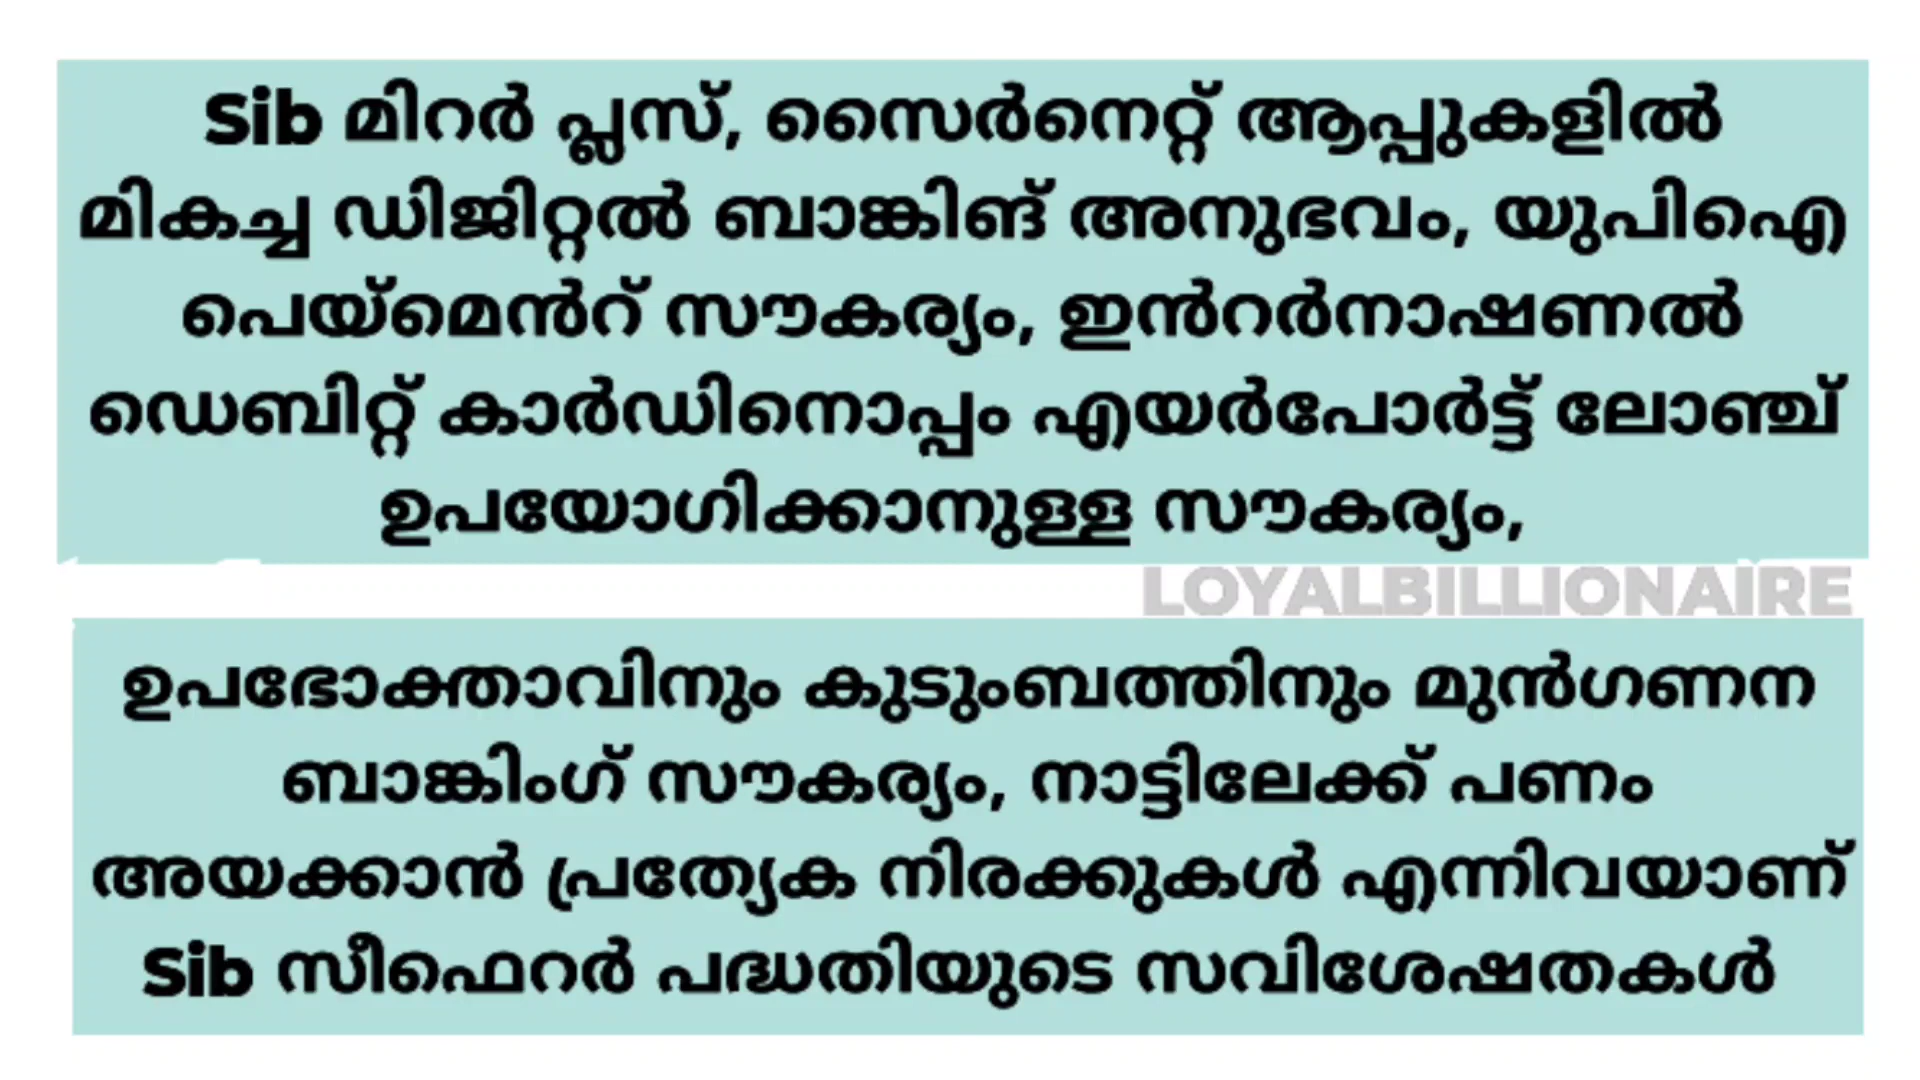 Sib മിറർ പ്ലസ്, സൈർനെറ്റ് ആപ്പുകളിൽ
മികച്ച ഡിജിറ്റൽ ബാങ്കിങ് അനുഭവം, യുപിഐ
പെയ്മെൻറ് സൗകര്യം, ഇൻറർനാഷണൽ
ഡെബിറ്റ് കാർഡിനൊപ്പം എയർപോർട്ട് ലോഞ്ച്
ഉപയോഗിക്കാനുള്ള സൗകര്യം,
LOYALBILLIONAIRE
ഉപഭോക്താവിനും കുടുംബത്തിനും മുൻഗണന
ബാങ്കിംഗ് സൗകര്യം, നാട്ടിലേക്ക് പണം
അയക്കാൻ പ്രത്യേക നിരക്കുകൾ എന്നിവയാണ്
Sib സീഫെറർ പദ്ധതിയുടെ സവിശേഷതകൾ